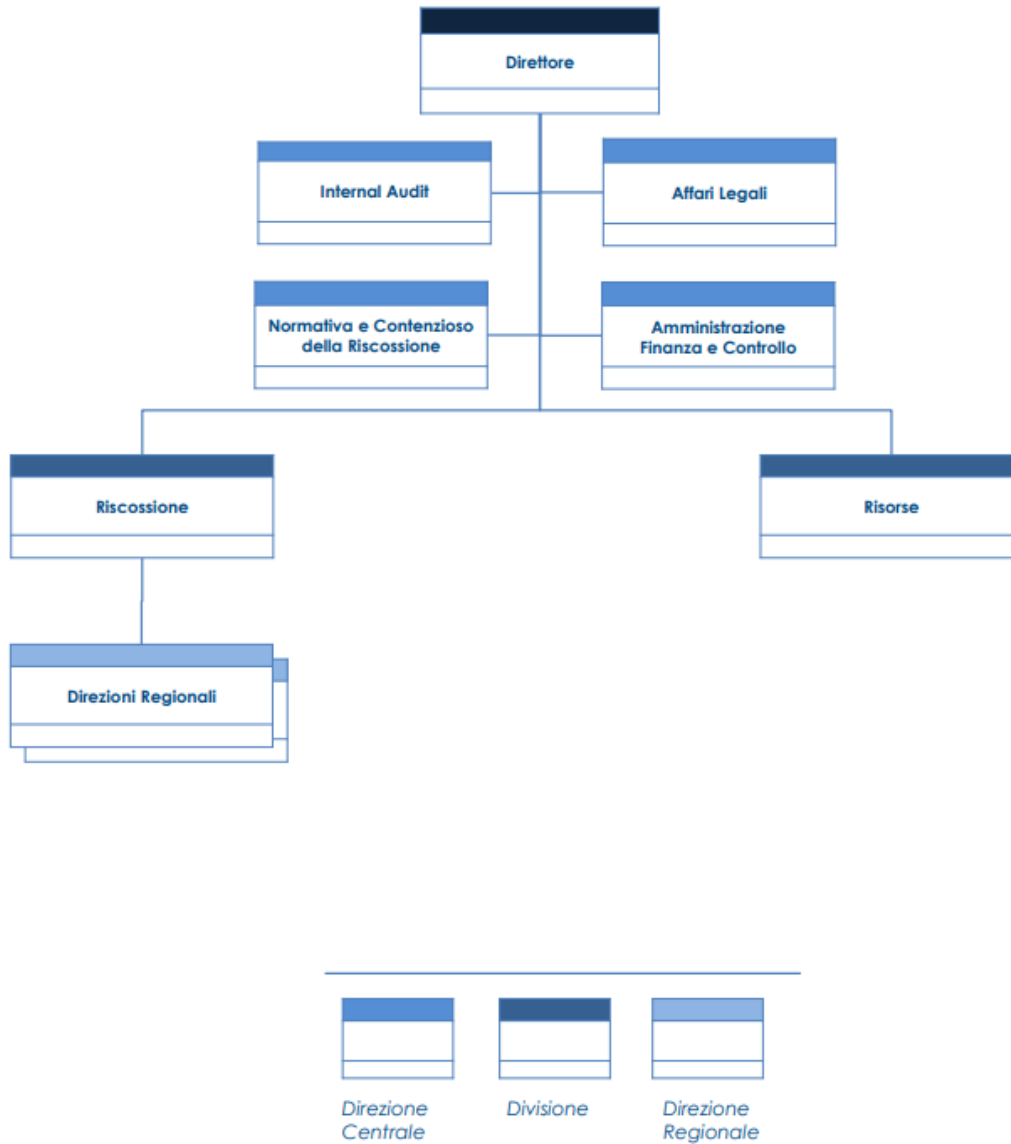 Direttore
Internal Audit
Affari Legali
Normativa e Contenzioso
della Riscossione
Amministrazione
Finanza e Controllo
Riscossione
Risorse
Direzioni Regionali
Direzione
Centrale
Divisione
Direzione
Regionale